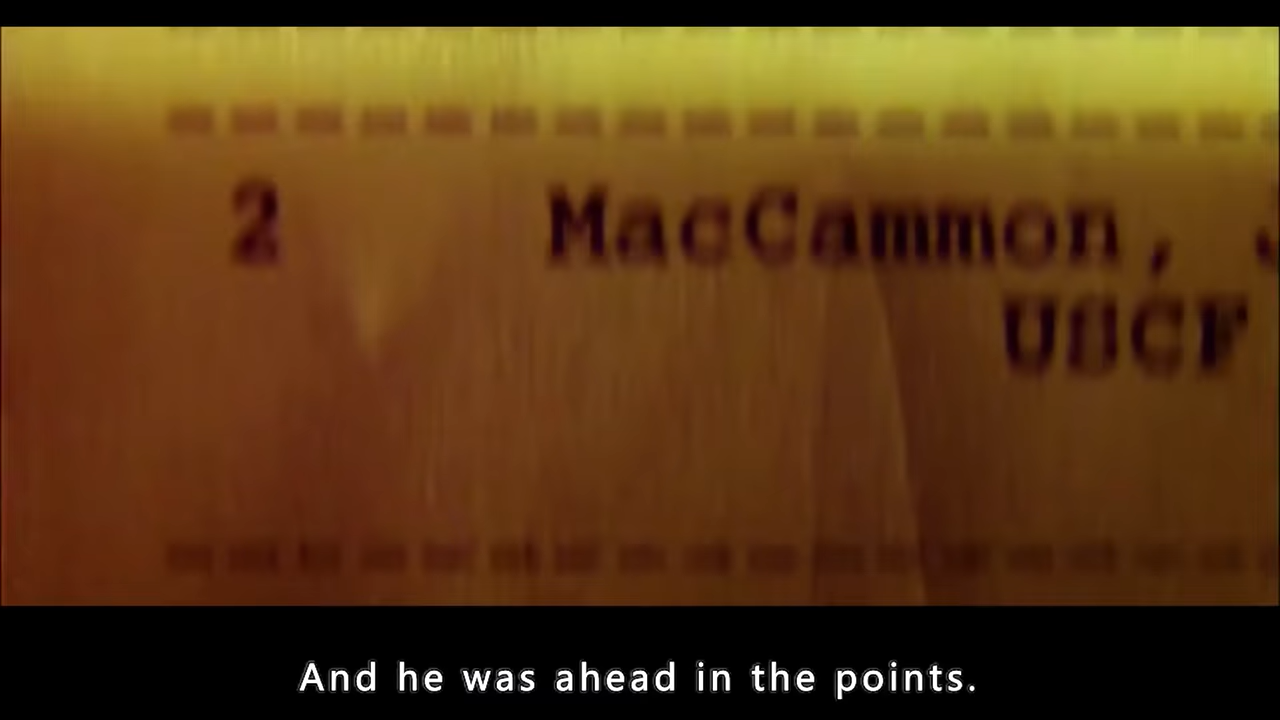 2 MacCammon,
USCF
And he was ahead in the points.